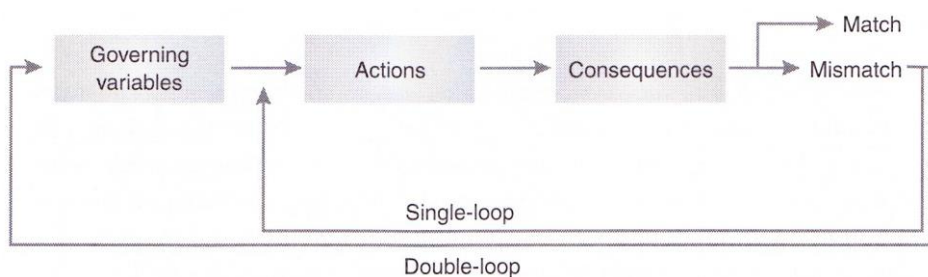 Governing
variables
Actions
Consequences
Match
Mismatch
Single-loop
Double-loop